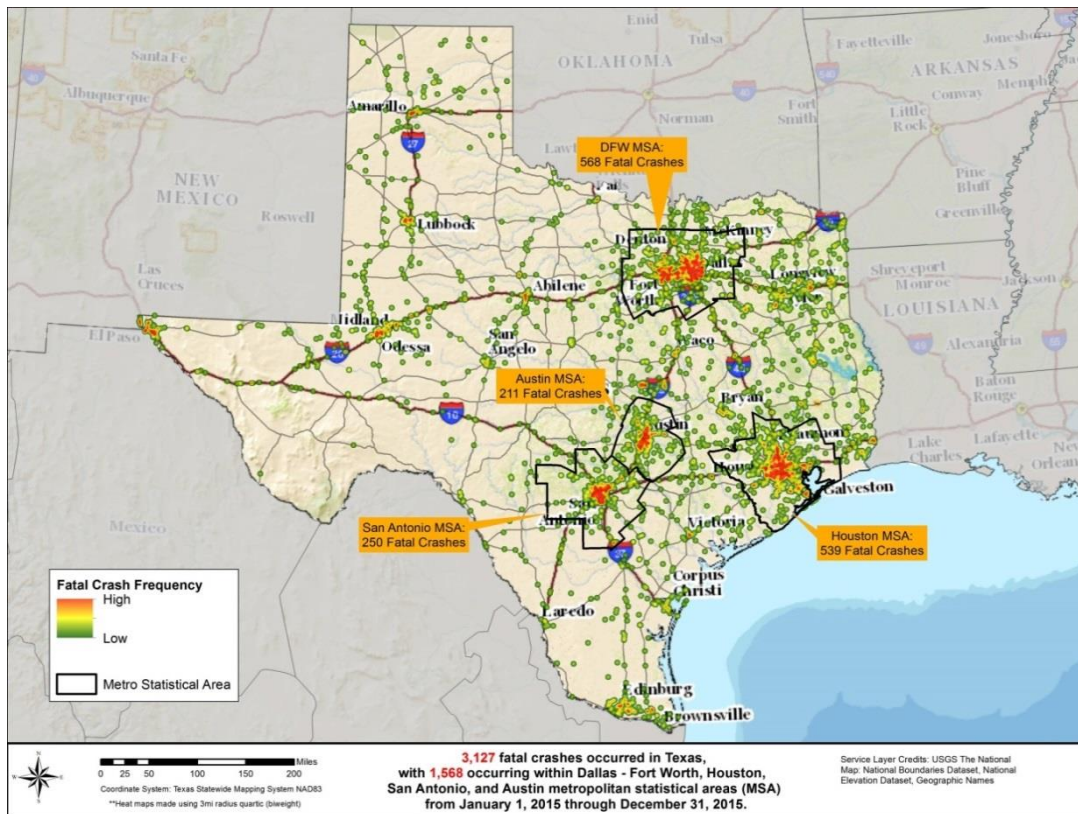 Enid
Tulsa
Fayetteville
Jonesboro
Santa Fe
OKLAHOMA
ARKANSAS
Albuquerque
Amarillo
40
40
Fort
Smith
Conway
Memphis
Little
Rock
Norman
27
DFW MSA:
568 Fatal Crashes
NEW
MEXICO
Roswell
Lubbock
Pine
Bluff
Greenville
Denton
McKinney
Las
Cruces
Abilene
Fort
Worth
Longview
Shreveport
Monroe
Jackson
LOUISIANA
El Paso
Midland
Odessa
San
Angelo
Waco
Alexandria
Austin MSA:
211 Fatal Crashes
Bryan
Baton
Rouge
10
Lake
Charles
Lafayette
New
Galveston
San Antonio MSA:
250 Fatal Crashes
Victoria
Houston MSA:
539 Fatal Crashes
Mexico
Corpus
Christi
Laredo
Edinburg
Brownsville
Fatal Crash Frequency
High
Low
Metro Statistical Area
N
W
E
S
Miles
0 25 50 100 150 200
Coordinate System: Texas Statewide Mapping System NAD83
**Heat maps made using 3mi radius quartic (biweight)
3,127 fatal crashes occurred in Texas,
with 1,568 occurring within Dallas - Fort Worth, Houston,
San Antonio, and Austin metropolitan statistical areas (MSA)
from January 1, 2015 through December 31, 2015.
Service Layer Credits: USGS The National
Map: National Boundaries Dataset, National
Elevation Dataset, Geographic Names